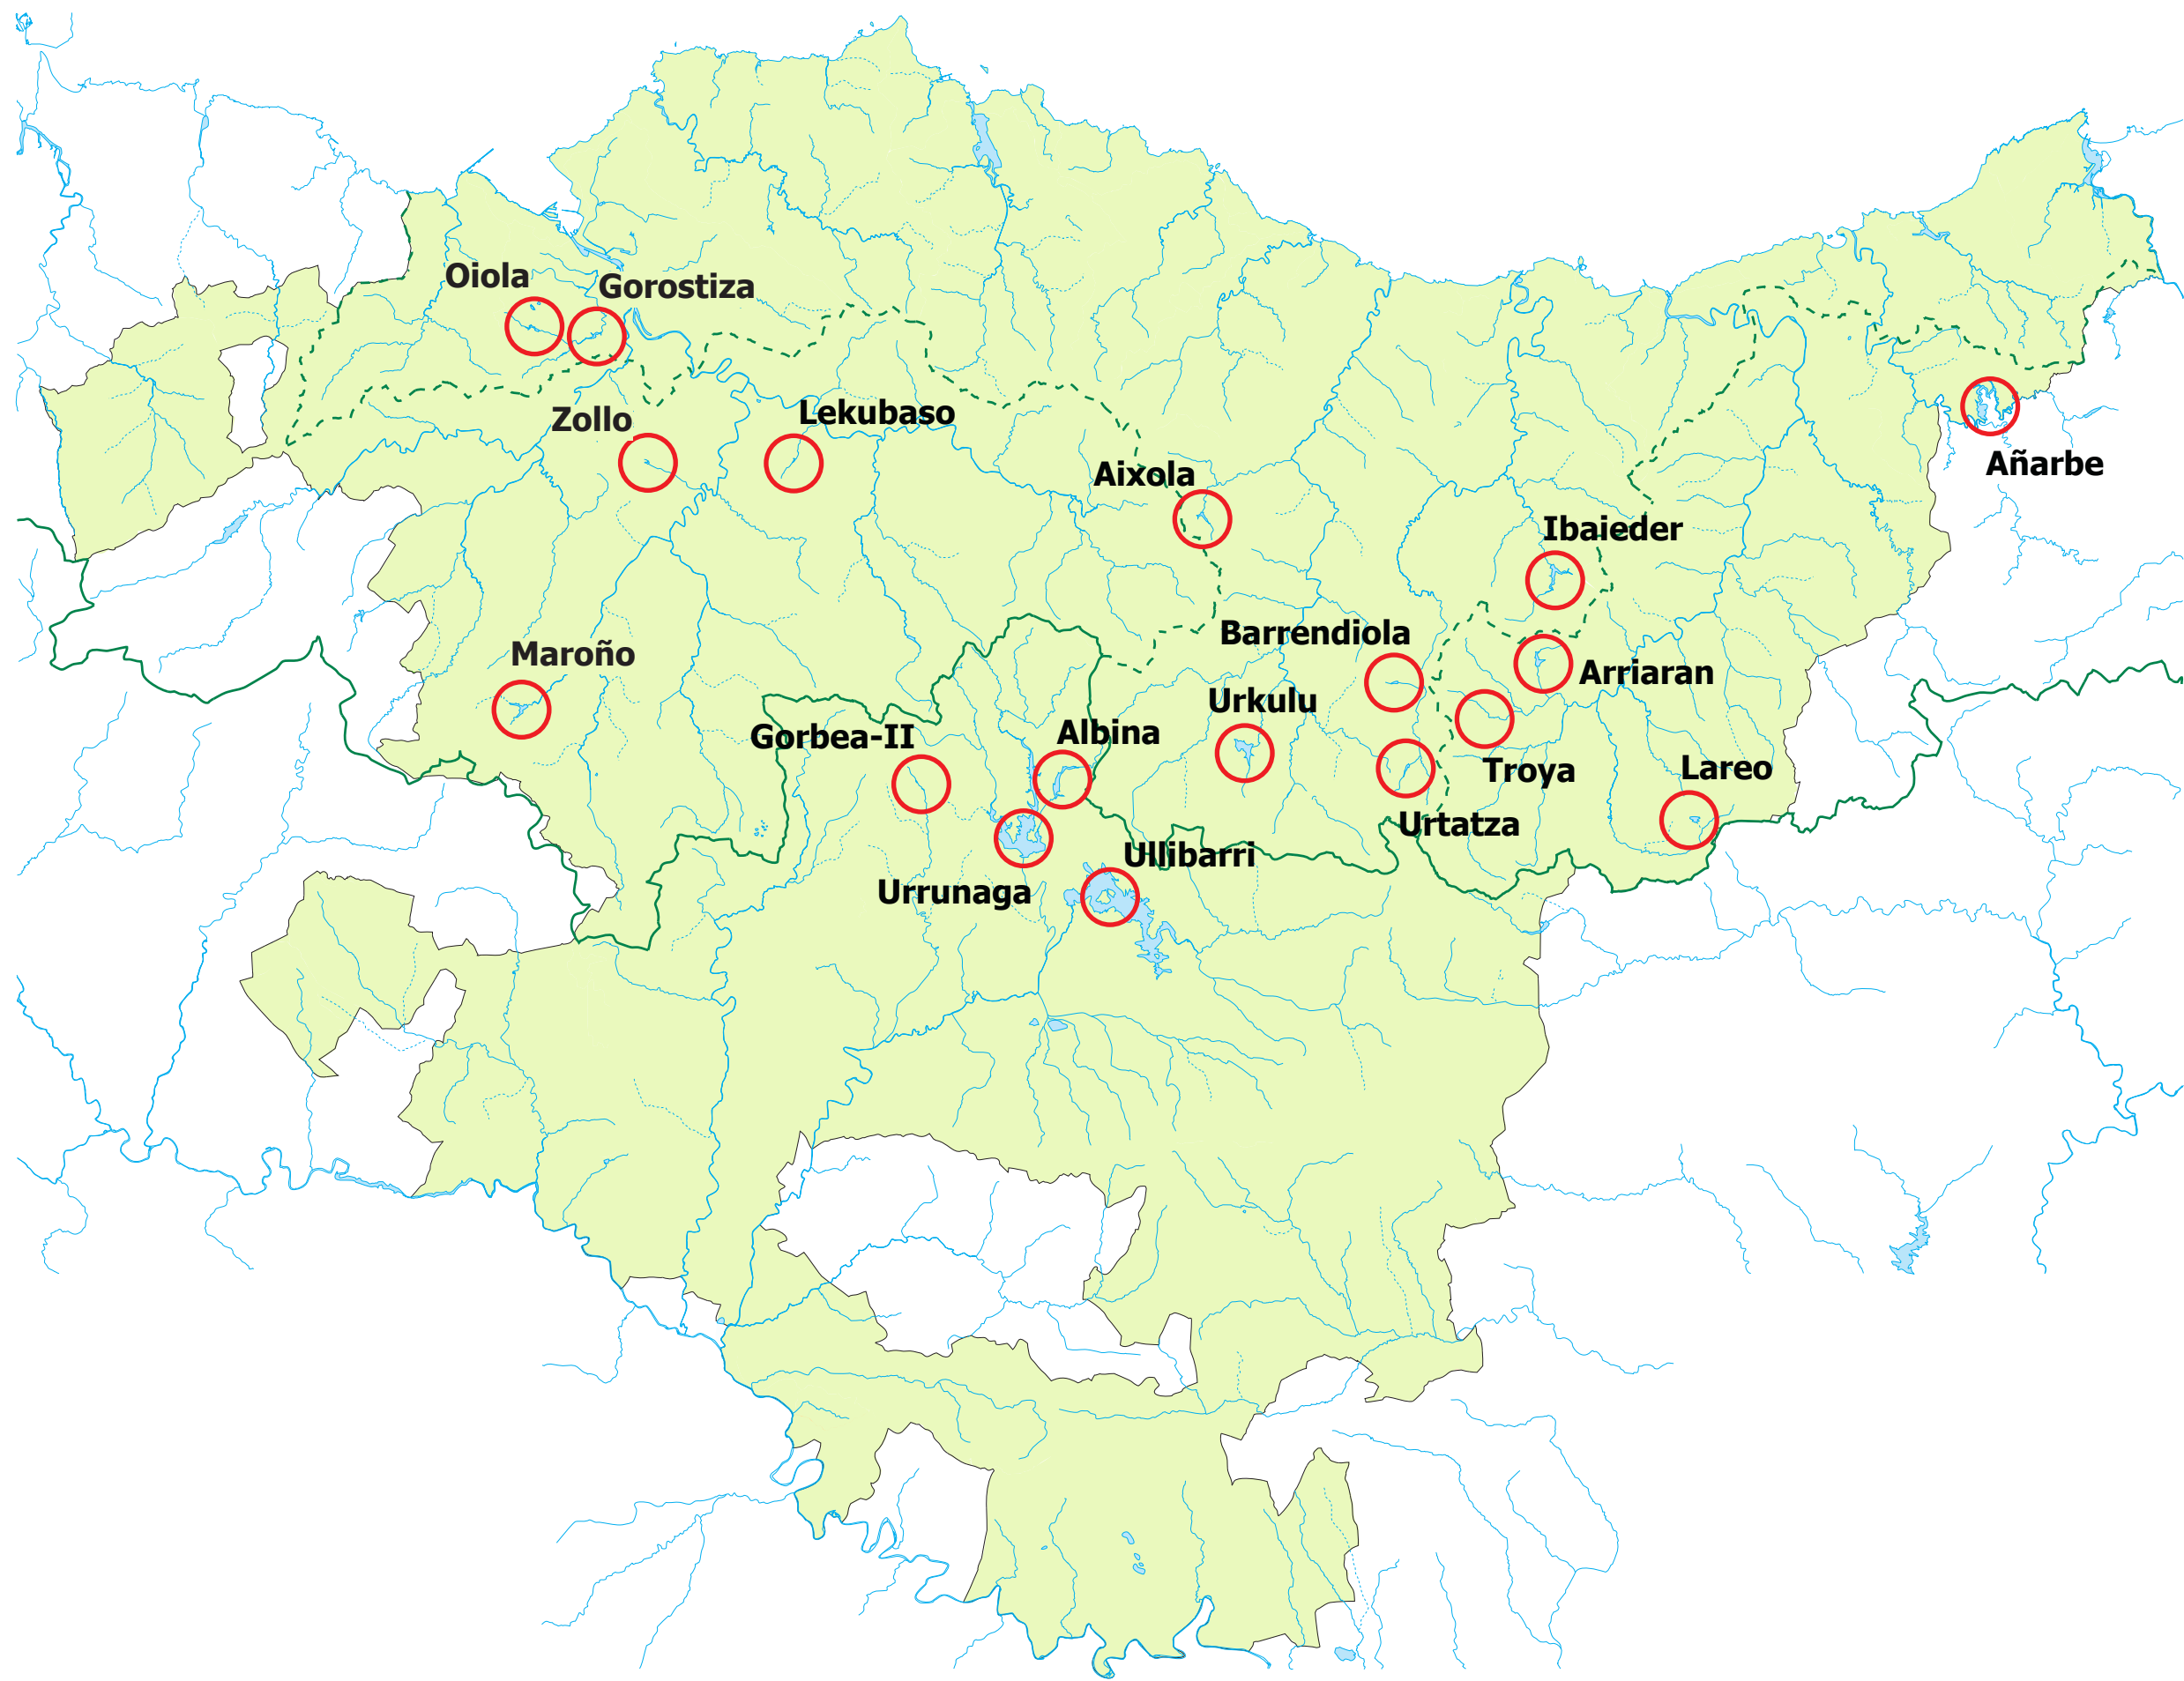 Oiola
Gorostiza
Zollo
Lekubaso
Añarbe
Aixola
Ibaieder
Barrendiola
Maroño
Arriaran
Urkulu
Albina
Gorbea-II
Troya
Lareo
Urtatza
Ullibarri
Urrunaga